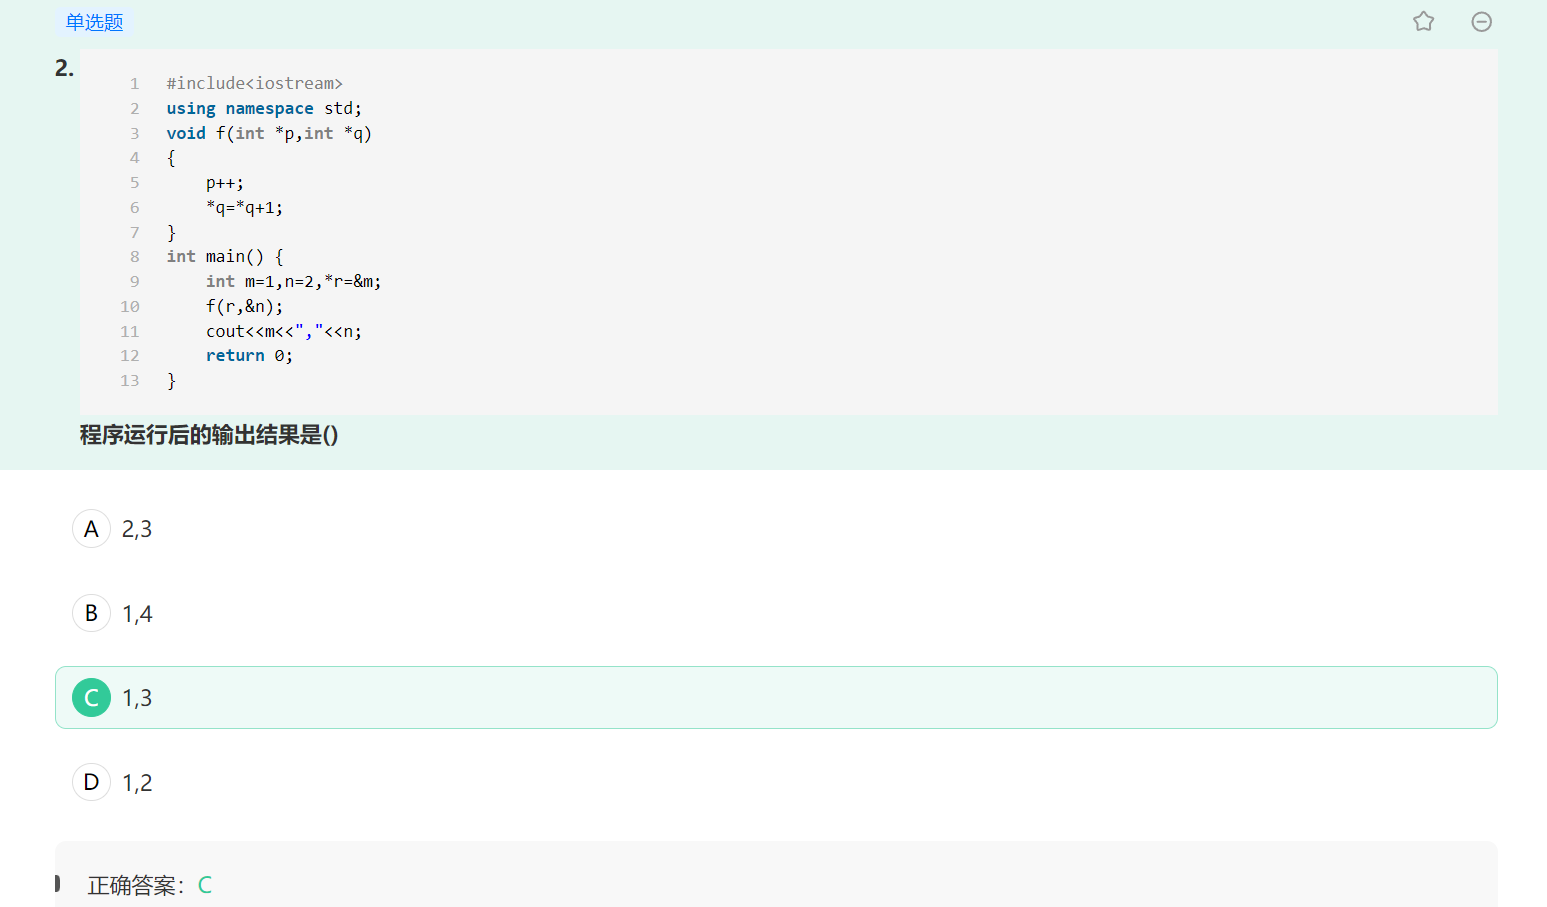 单选题
2.
1 #include<iostream>
2 using namespace std;
3 void f(int *p,int *q)
4 {
5     p++;
6     *q=*q+1;
7 }
8 int main() {
9     int m=1,n=2,*r=&m;
10     f(r,&n);
11     cout<<m<<","<<n;
12     return 0;
13 }
程序运行后的输出结果是()
A 2,3
B 1,4
C 1,3
D 1,2
正确答案：C